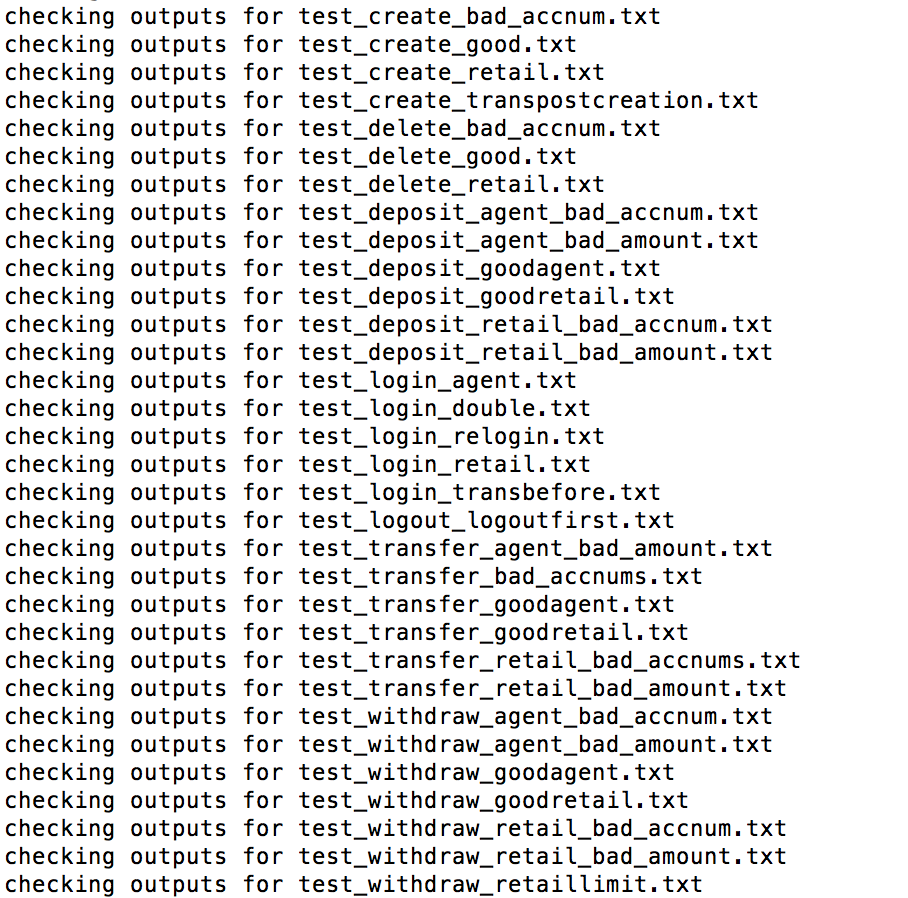 checking outputs for test_create_bad_accnum.txt
checking outputs for test_create_good.txt
checking outputs for test_create_retail.txt
checking outputs for test_create_transpostcreation.txt
checking outputs for test_delete_bad_accnum.txt
checking outputs for test_delete_good.txt
checking outputs for test_delete_retail.txt
checking outputs for test_deposit_agent_bad_accnum.txt
checking outputs for test_deposit_agent_bad_amount.txt
checking outputs for test_deposit_goodagent.txt
checking outputs for test_deposit_goodretail.txt
checking outputs for test_deposit_retail_bad_accnum.txt
checking outputs for test_deposit_retail_bad_amount.txt
checking outputs for test_login_agent.txt
checking outputs for test_login_double.txt
checking outputs for test_login_relogin.txt
checking outputs for test_login_retail.txt
checking outputs for test_login_transbefore.txt
checking outputs for test_logout_logoutfirst.txt
checking outputs for test_transfer_agent_bad_amount.txt
checking outputs for test_transfer_bad_accnums.txt
checking outputs for test_transfer_goodagent.txt
checking outputs for test_transfer_goodretail.txt
checking outputs for test_transfer_retail_bad_accnums.txt
checking outputs for test_transfer_retail_bad_amount.txt
checking outputs for test_withdraw_agent_bad_accnum.txt
checking outputs for test_withdraw_agent_bad_amount.txt
checking outputs for test_withdraw_goodagent.txt
checking outputs for test_withdraw_goodretail.txt
checking outputs for test_withdraw_retail_bad_accnum.txt
checking outputs for test_withdraw_retail_bad_amount.txt
checking outputs for test_withdraw_retaillimit.txt